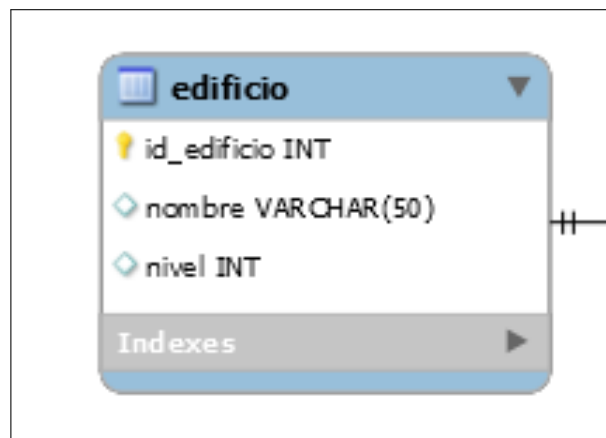 edificio
id_edificio INT
nombre VARCHAR(50)
nivel INT
Indexes